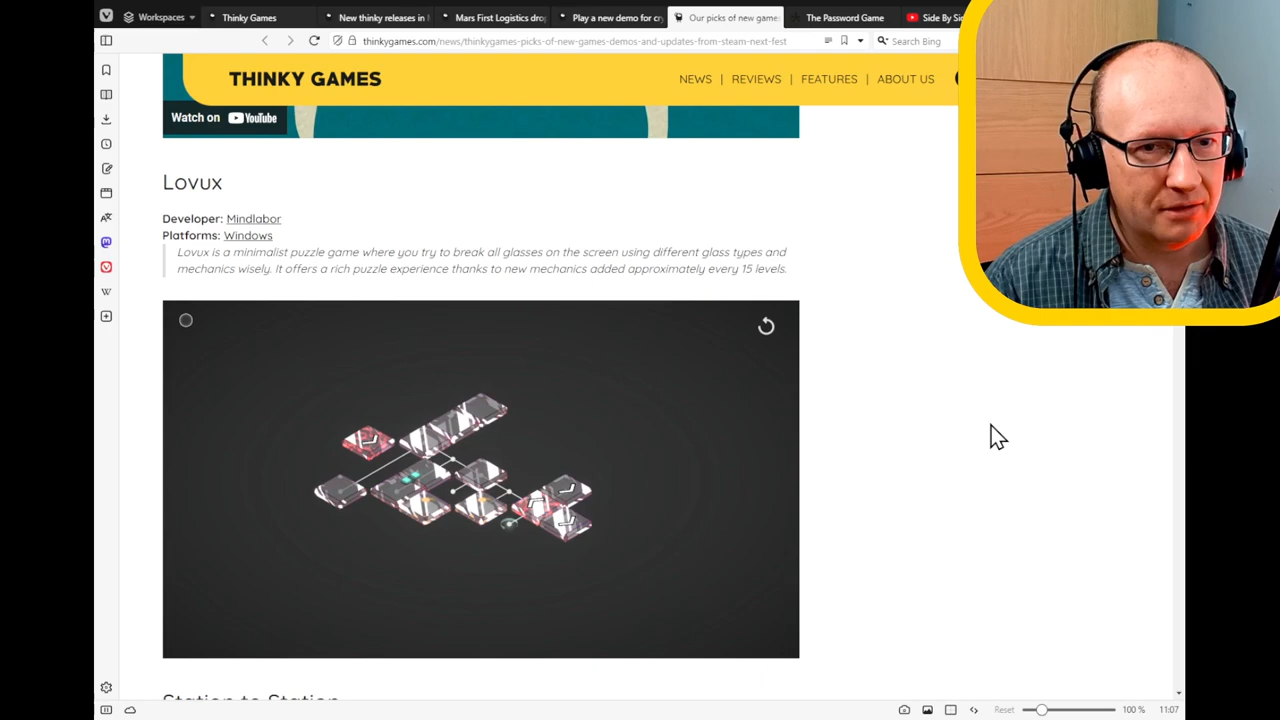 Workspaces
Thinky Games
New thinky releases in
Mars First Logistics drop
Play a new demo for cry
Our picks of new games
The Password Game
Side By Si
thinkygames.com/news/thinkygames-picks-of-new-games-demos-and-updates-from-steam-next-fest
Search Bing
THINKY GAMES
NEWS | REVIEWS | FEATURES | ABOUT US
Watch on YouTube
Lovux
Developer: Mindlabor
Platforms: Windows
Lovux is a minimalist puzzle game where you try to break all glasses on the screen using different glass types and
mechanics wisely. It offers a rich puzzle experience thanks to new mechanics added approximately every 15 levels.
Station to Station
Reset
100 %
11:07